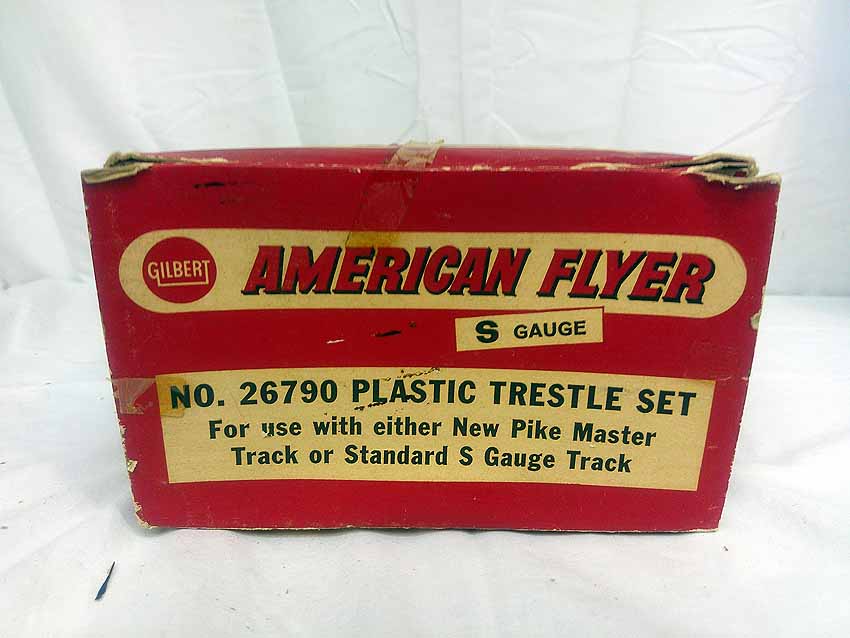 GILBERT
AMERICAN FLYER
S GAUGE
NO. 26790 PLASTIC TRESTLE SET
For use with either New Pike Master
Track or Standard S Gauge Track